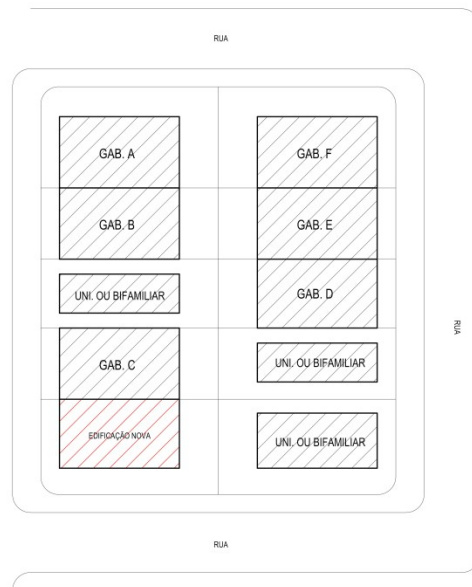 RUA
GAB. A
GAB. F
GAB. B
GAB. E
UNI. OU BIFAMILIAR
GAB. D
RUA
GAB. C
UNI. OU BIFAMILIAR
EDIFICAÇÃO NOVA
UNI. OU BIFAMILIAR
RUA